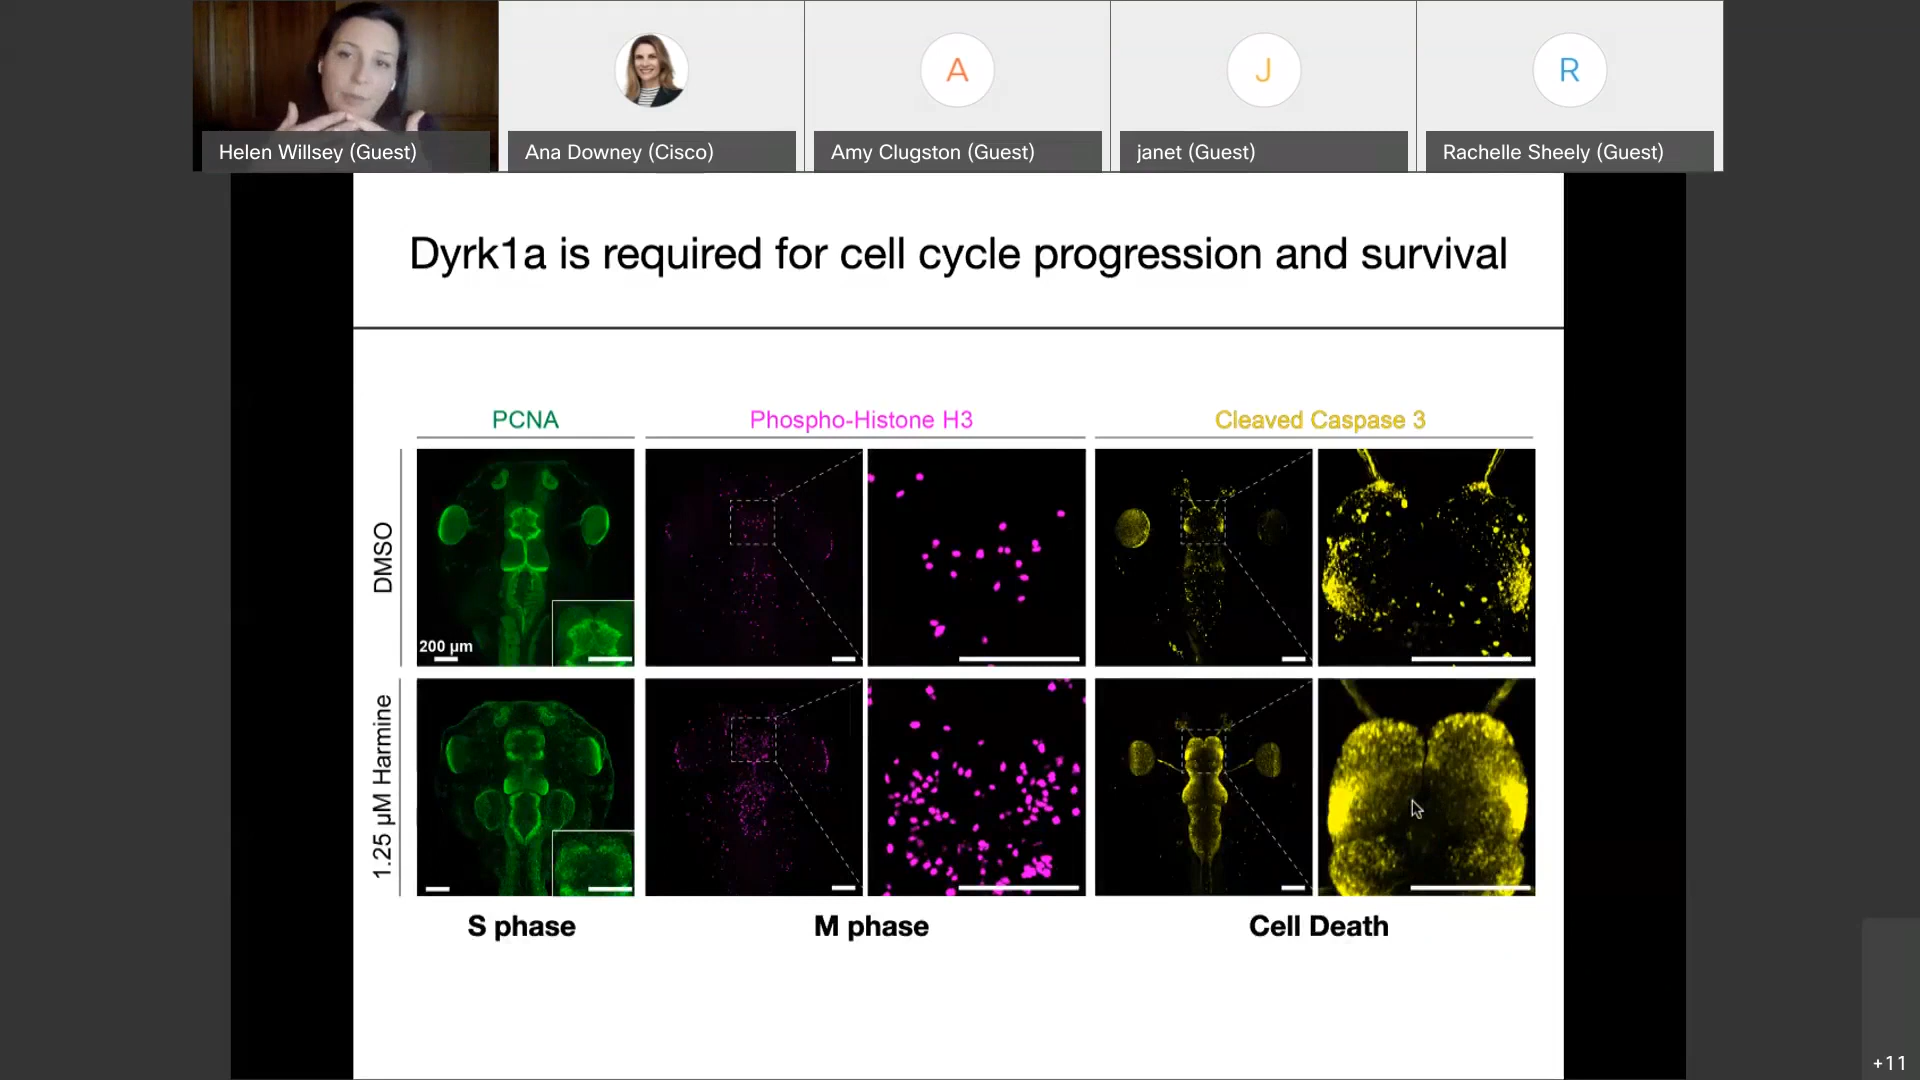 Helen Willsey (Guest)
Ana Downey (Cisco)
A
Amy Clugston (Guest)
J
janet (Guest)
R
Rachelle Sheely (Guest)
Dyrk1a is required for cell cycle progression and survival
PCNA
Phospho-Histone H3
Cleaved Caspase 3
DMSO
200 µm
1.25 µM Harmine
S phase
M phase
Cell Death
+11